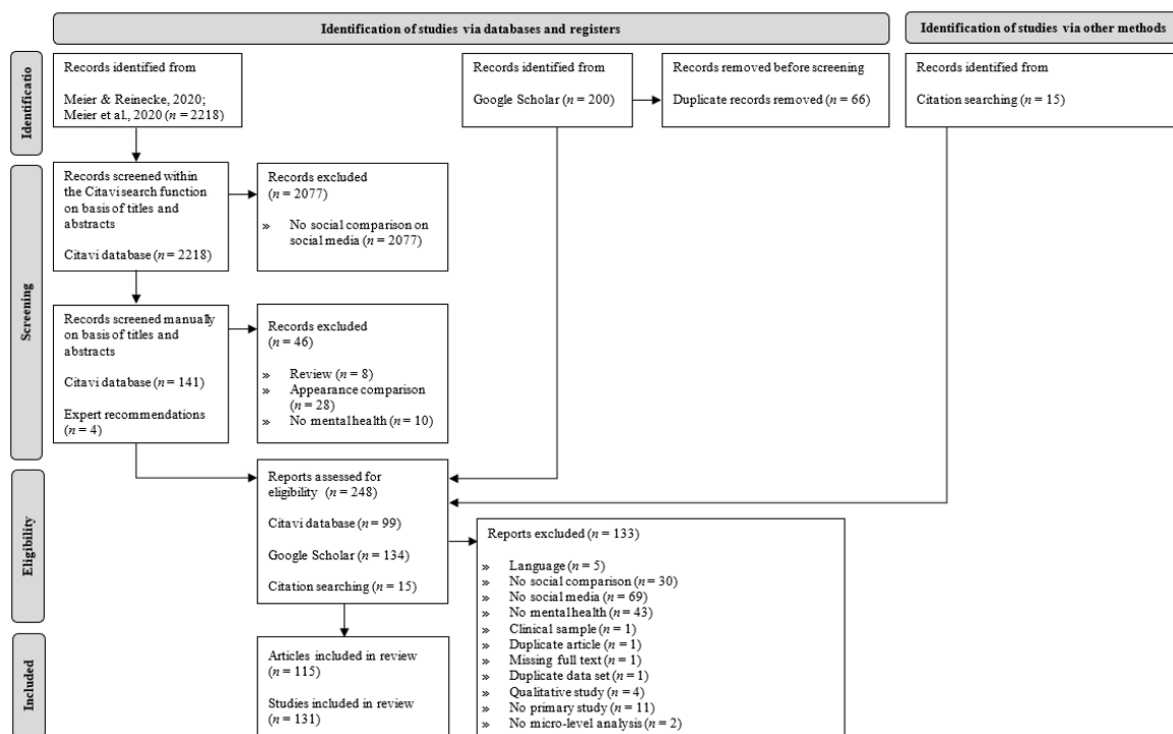 Identification of studies via databases and registers
Identification of studies via other methods
Identificatio
Records identified from
Meier & Reinecke, 2020;
Meier et al., 2020 (n = 2218)
Records identified from
Google Scholar (n = 200)
Records removed before screening
Duplicate records removed (n = 66)
Records identified from
Citation searching (n = 15)
Screening
Records screened within
the Citavi search function
on basis of titles and
abstracts
Citavi database (n = 2218)
Records excluded
(n = 2077)
» No social comparison on
social media (n = 2077)
Records screened manually
on basis of titles and
abstracts
Citavi database (n = 141)
Expert recommendations
(n = 4)
Records excluded
(n = 46)
» Review (n = 8)
» Appearance comparison
(n = 28)
» No mental health (n = 10)
Eligibility
Reports assessed for
eligibility (n = 248)
Citavi database (n = 99)
Google Scholar (n = 134)
Citation searching (n = 15)
Reports excluded (n = 133)
» Language (n = 5)
» No social comparison (n = 30)
» No social media (n = 69)
» No mental health (n = 43)
» Clinical sample (n = 1)
» Duplicate article (n = 1)
» Missing full text (n = 1)
» Duplicate data set (n = 1)
» Qualitative study (n = 4)
» No primary study (n = 11)
» No micro-level analysis (n = 2)
Included
Articles included in review
(n = 115)
Studies included in review
(n = 131)